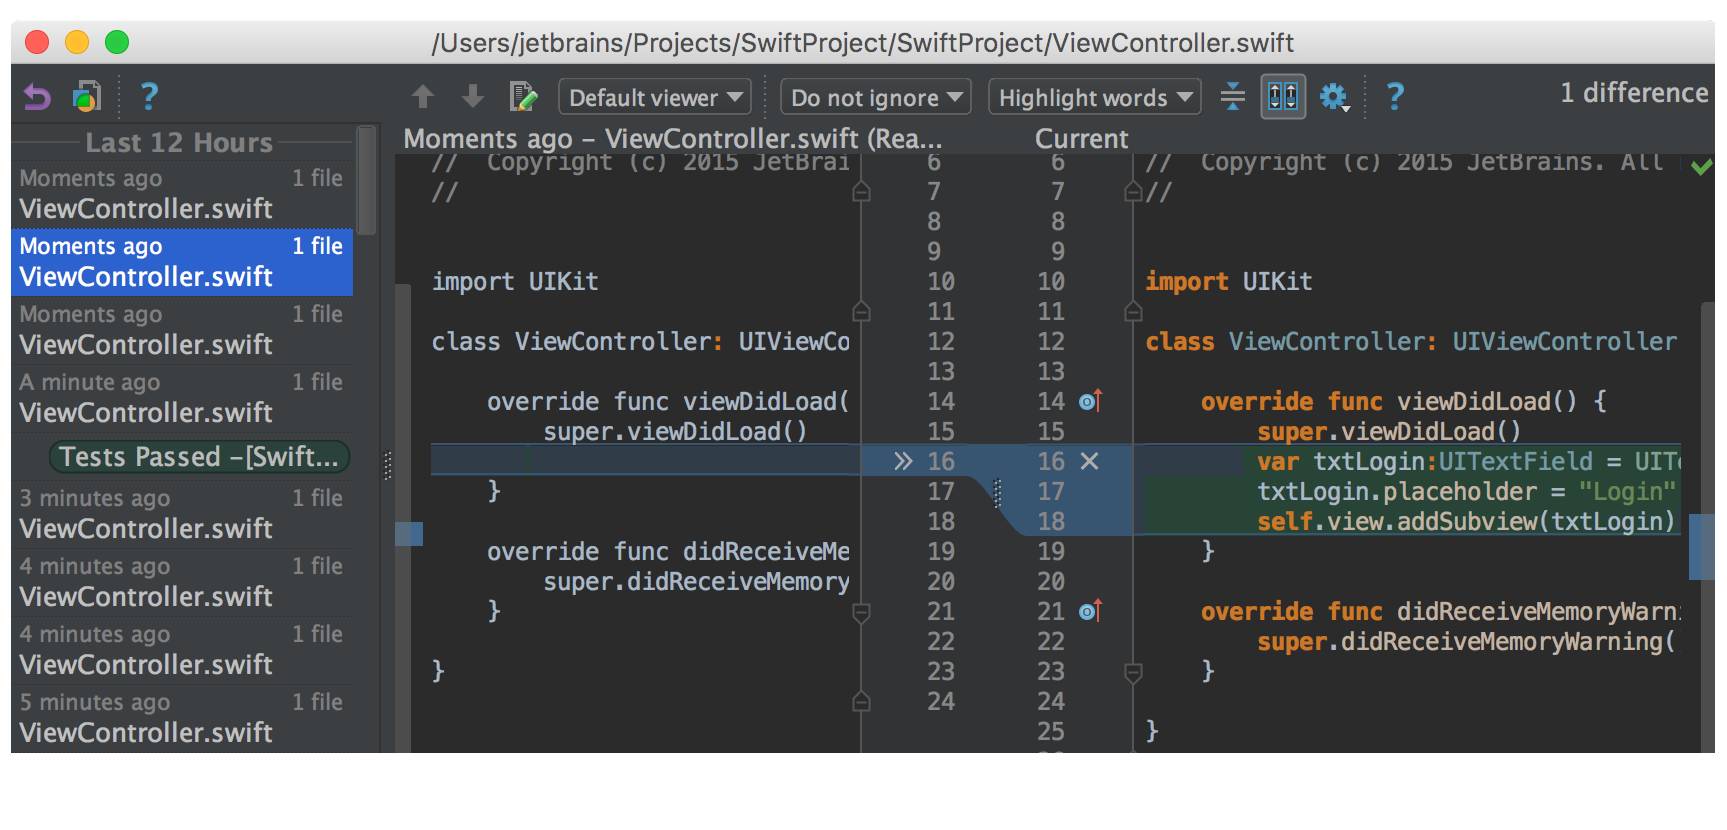 /Users/jetbrains/Projects/SwiftProject/SwiftProject/ViewController.swift
?
Default viewer
Do not ignore
Highlight words
?
1 difference
Last 12 Hours
Moments ago 1 file
ViewController.swift
Moments ago 1 file
ViewController.swift
Moments ago 1 file
ViewController.swift
A minute ago 1 file
ViewController.swift
Tests Passed -[Swift...
3 minutes ago 1 file
ViewController.swift
4 minutes ago 1 file
ViewController.swift
4 minutes ago 1 file
ViewController.swift
5 minutes ago 1 file
ViewController.swift
Moments ago - ViewController.swift (Rea...
//  Copyright (c) 2015 JetBrai 6
// 7
8
9
import UIKit 10
11
class ViewController: UIViewCo 12
13
override func viewDidLoad( 14
super.viewDidLoad() 15
» 16
} 17
18
override func didReceiveMe 19
super.didReceiveMemory 20
} 21
22
} 23
24
Current
6 //  Copyright (c) 2015 JetBrains. All
7 //
8
9
10 import UIKit
11
12 class ViewController: UIViewController
13
14 override func viewDidLoad() {
15 super.viewDidLoad()
16 var txtLogin:UITextField = UITe
17 txtLogin.placeholder = "Login"
18 self.view.addSubview(txtLogin)
19 }
20
21 override func didReceiveMemoryWarni
22 super.didReceiveMemoryWarning(
23 }
24
25 }